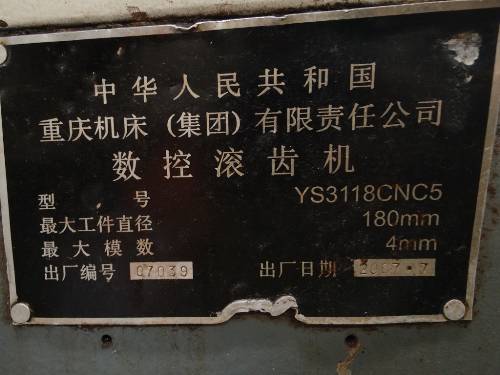 中华人民共和国
重庆机床(集团)有限责任公司
数控滚齿机
型号 YS3118CNC5
最大工件直径 180mm
最大模数 4mm
出厂编号 07039 出厂日期 2007.7